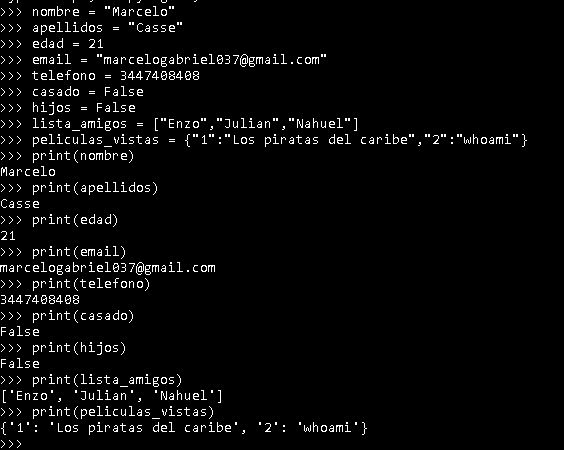 >>> nombre = "Marcelo"
>>> apellidos = "Casse"
>>> edad = 21
>>> email = "marcelogabriel037@gmail.com"
>>> telefono = 3447408408
>>> casado = False
>>> hijos = False
>>> lista_amigos = ["Enzo","Julian","Nahuel"]
>>> peliculas_vistas = {"1":"Los piratas del caribe","2":"whoami"}
>>> print(nombre)
Marcelo
>>> print(apellidos)
Casse
>>> print(edad)
21
>>> print(email)
marcelogabriel037@gmail.com
>>> print(telefono)
3447408408
>>> print(casado)
False
>>> print(hijos)
False
>>> print(lista_amigos)
['Enzo', 'Julian', 'Nahuel']
>>> print(peliculas_vistas)
{'1': 'Los piratas del caribe', '2': 'whoami'}
>>>